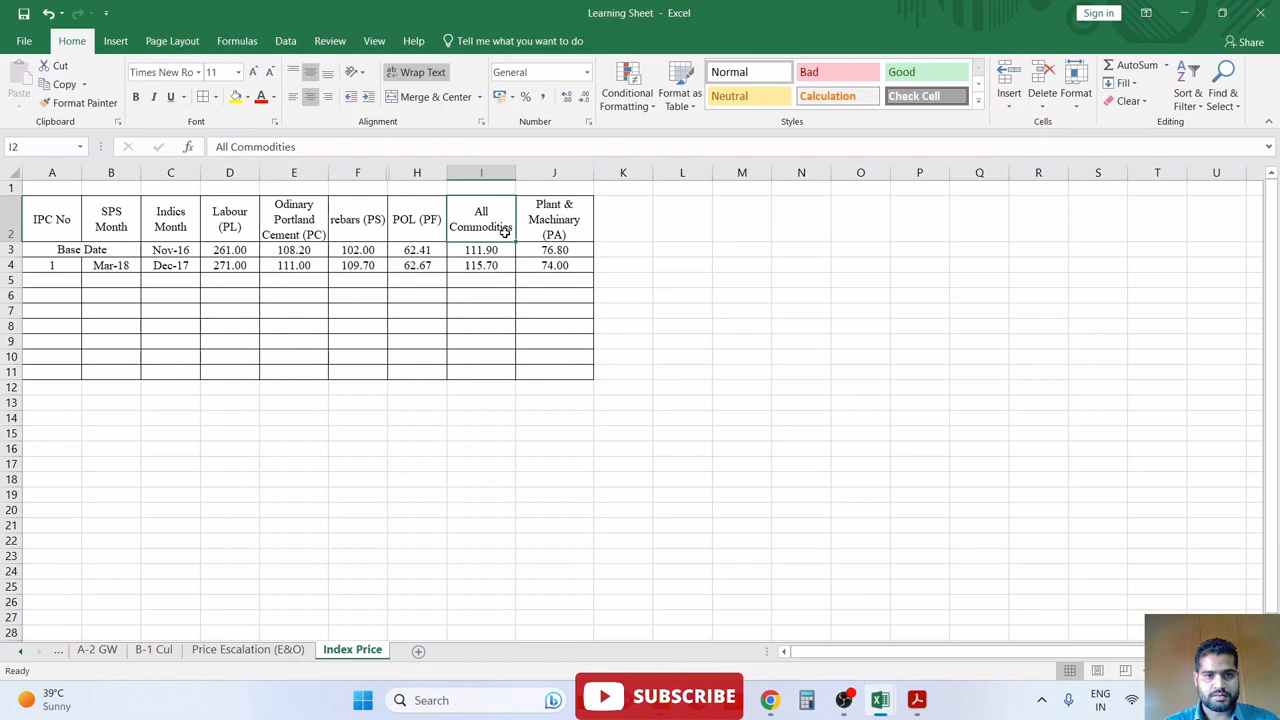 Learning Sheet - Excel
Sign in
File Home Insert Page Layout Formulas Data Review View Help Tell me what you want to do Share
Paste Cut Copy Format Painter
Clipboard
Times New Ro 11
B I U A
Font
Wrap Text
Merge & Center
Alignment
General
% ,
Number
Conditional Formatting Format as Table
Normal Bad Good
Neutral Calculation Check Cell
Styles
Insert Delete Format
Cells
AutoSum
Fill
Clear
Sort & Filter Find & Select
Editing
I2 fx All Commodities
A B C D E F H I J K L M N O P Q R S T U
1
2 IPC No SPS Month Indics Month Labour (PL) Odinary Portland Cement (PC) rebars (PS) POL (PF) All Commodities Plant & Machinary (PA)
3 Base Date Nov-16 261.00 108.20 102.00 62.41 111.90 76.80
4 1 Mar-18 Dec-17 271.00 111.00 109.70 62.67 115.70 74.00
5
6
7
8
9
10
11
12
13
14
15
16
17
18
19
20
21
22
23
24
25
26
27
28
... A-2 GW B-1 Cul Price Escalation (E&O) Index Price
Ready
39°C
Sunny
Search
SUBSCRIBE
ENG
IN